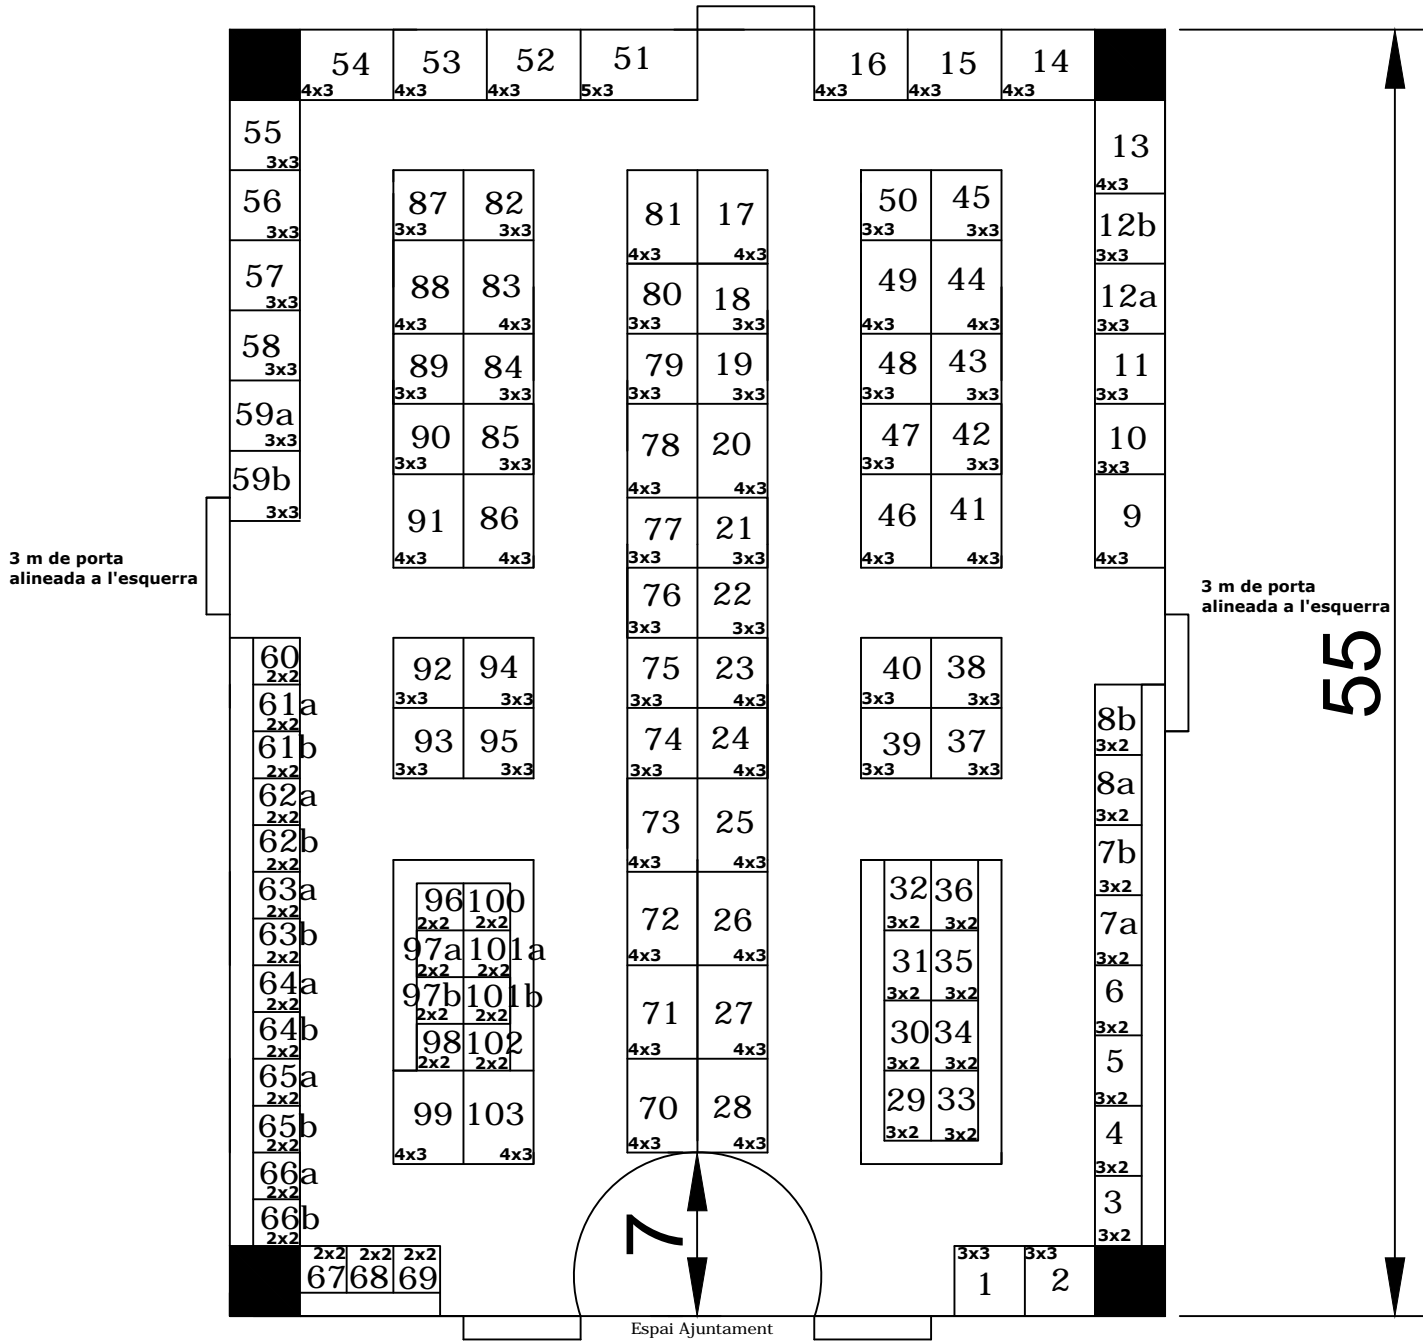 54 53 52 51 16 15 14
4x3 4x3 4x3 5x3 4x3 4x3 4x3
55
3x3
56
3x3
57
3x3
58
3x3
59a
3x3
59b
3x3
3 m de porta
alineada a l'esquerra
60
2x2
61a
2x2
61b
2x2
62a
2x2
62b
2x2
63a
2x2
63b
2x2
64a
2x2
64b
2x2
65a
2x2
65b
2x2
66a
2x2
66b
2x2
2x2 2x2 2x2
67 68 69
87 82
3x3 3x3
88 83
4x3 4x3
89 84
3x3 3x3
90 85
3x3 3x3
91 86
4x3 4x3
92 94
3x3 3x3
93 95
3x3 3x3
96 100
2x2 2x2
97a 101a
2x2 2x2
97b 101b
2x2 2x2
98 102
2x2 2x2
99 103
4x3 4x3
81 17
4x3 4x3
80 18
3x3 3x3
79 19
3x3 3x3
78 20
4x3 4x3
77 21
3x3 3x3
76 22
3x3 3x3
75 23
3x3 4x3
74 24
3x3 4x3
73 25
4x3 4x3
72 26
4x3 4x3
71 27
4x3 4x3
70 28
4x3 4x3
7
Espai Ajuntament
50 45
3x3 3x3
49 44
4x3 4x3
48 43
3x3 3x3
47 42
3x3 3x3
46 41
4x3 4x3
40 38
3x3 3x3
39 37
3x3 3x3
32 36
3x2 3x2
31 35
3x2 3x2
30 34
3x2 3x2
29 33
3x2 3x2
13
4x3
12b
3x3
12a
3x3
11
3x3
10
3x3
9
4x3
3 m de porta
alineada a l'esquerra
8b
3x2
8a
3x2
7b
3x2
7a
3x2
6
3x2
5
3x2
4
3x2
3
3x2
3x3 3x3
1 2
55